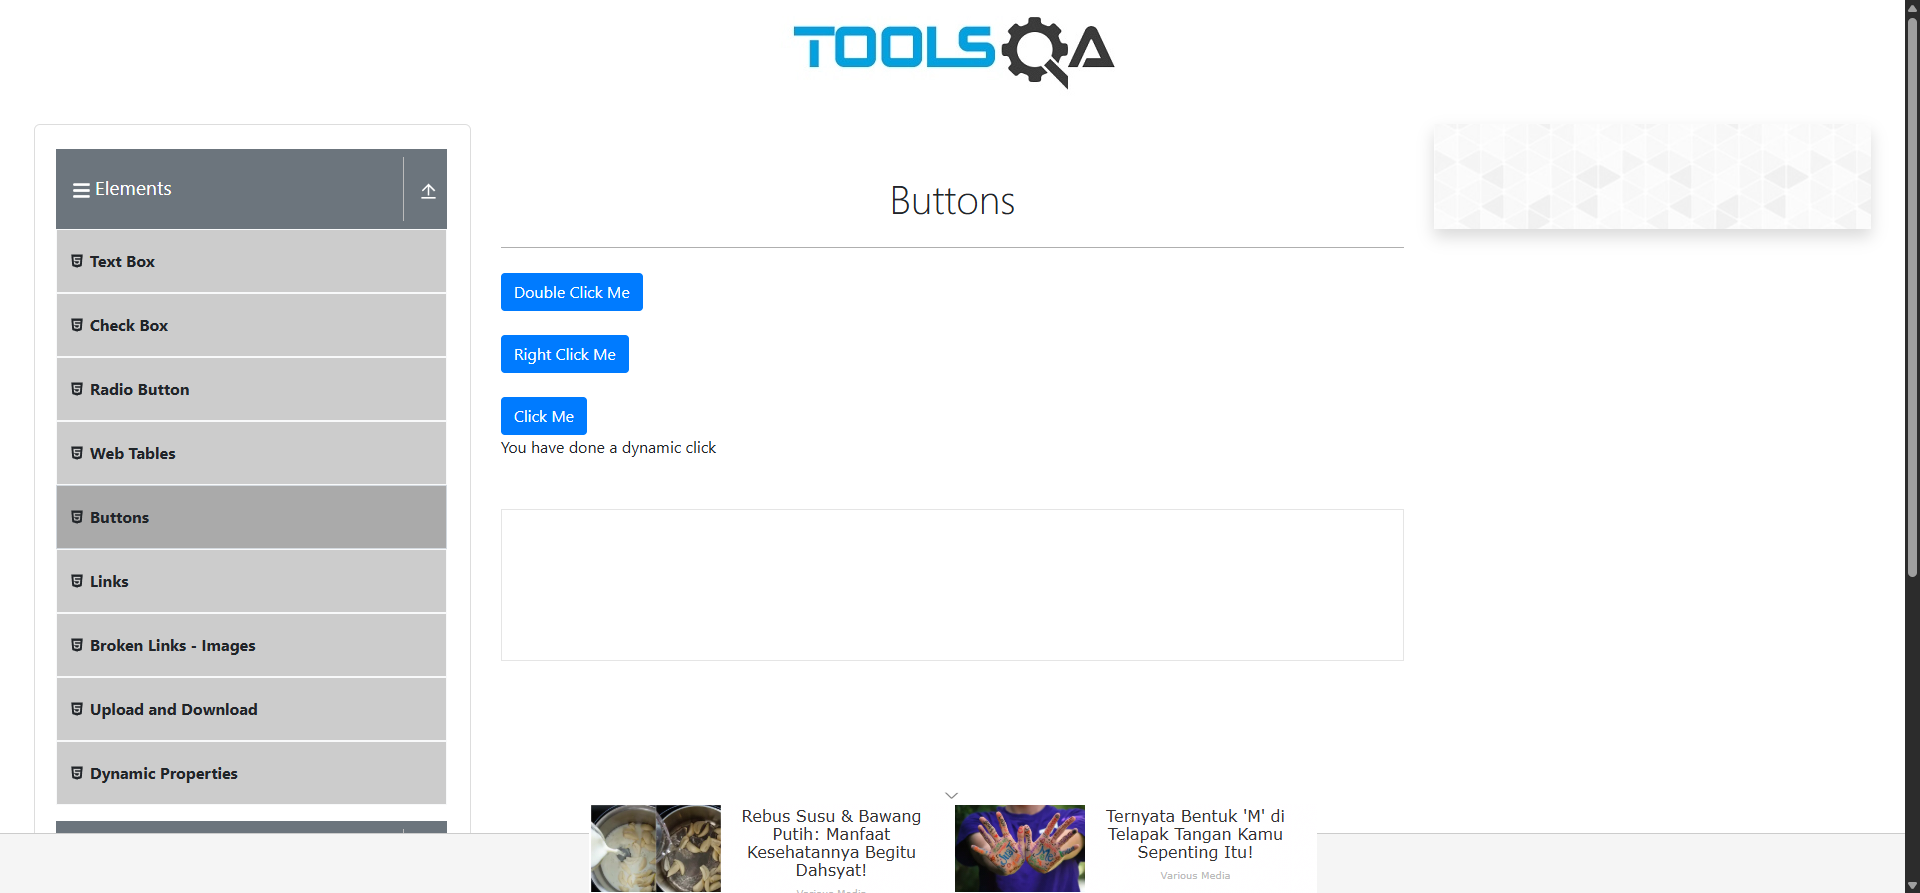 TOOLSQA
Elements
Text Box
Check Box
Radio Button
Web Tables
Buttons
Links
Broken Links - Images
Upload and Download
Dynamic Properties
Buttons
Double Click Me
Right Click Me
Click Me
You have done a dynamic click
Rebus Susu & Bawang
Putih: Manfaat
Kesehatannya Begitu
Dahsyat!
Various Media
Ternyata Bentuk 'M' di
Telapak Tangan Kamu
Sepenting Itu!
Various Media